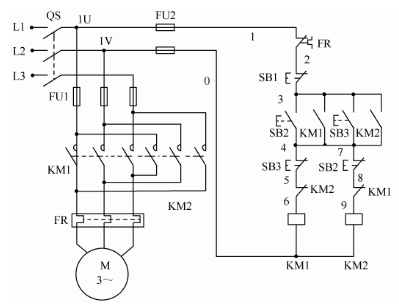 L1 QS 1U FU2
L2 1V 1 FR
L3 2
FU1 0 SB1
3
SB2 KM1 SB3 KM2
4 7
KM1 SB3 SB2
5 KM2 8 KM1
6 9
FR KM2
M
3~ KM1 KM2